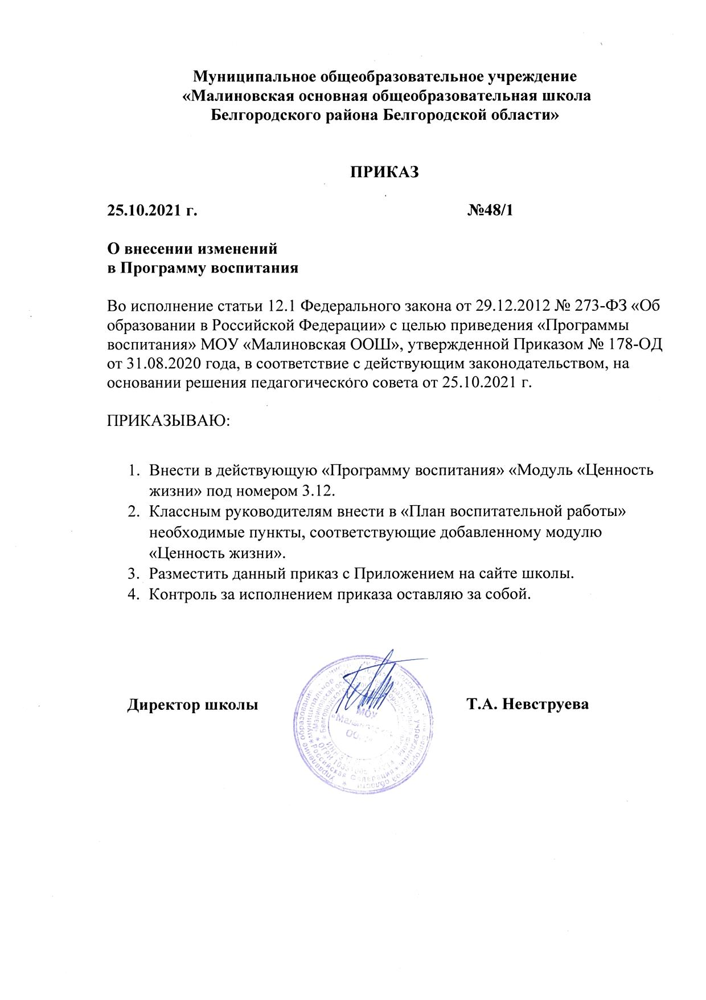 Муниципальное общеобразовательное учреждение
«Малиновская основная общеобразовательная школа
Белгородского района Белгородской области»
ПРИКАЗ
25.10.2021 г. №48/1
О внесении изменений
в Программу воспитания
Во исполнение статьи 12.1 Федерального закона от 29.12.2012 № 273-ФЗ «Об
образовании в Российской Федерации» с целью приведения «Программы
воспитания» МОУ «Малиновская ООШ», утвержденной Приказом № 178-ОД
от 31.08.2020 года, в соответствие с действующим законодательством, на
основании решения педагогического совета от 25.10.2021 г.
ПРИКАЗЫВАЮ:
1. Внести в действующую «Программу воспитания» «Модуль «Ценность
жизни» под номером 3.12.
2. Классным руководителям внести в «План воспитательной работы»
необходимые пункты, соответствующие добавленному модулю
«Ценность жизни».
3. Разместить данный приказ с Приложением на сайте школы.
4. Контроль за исполнением приказа оставляю за собой.
Директор школы Т.А. Невструева
МОУ
Российская Федерация